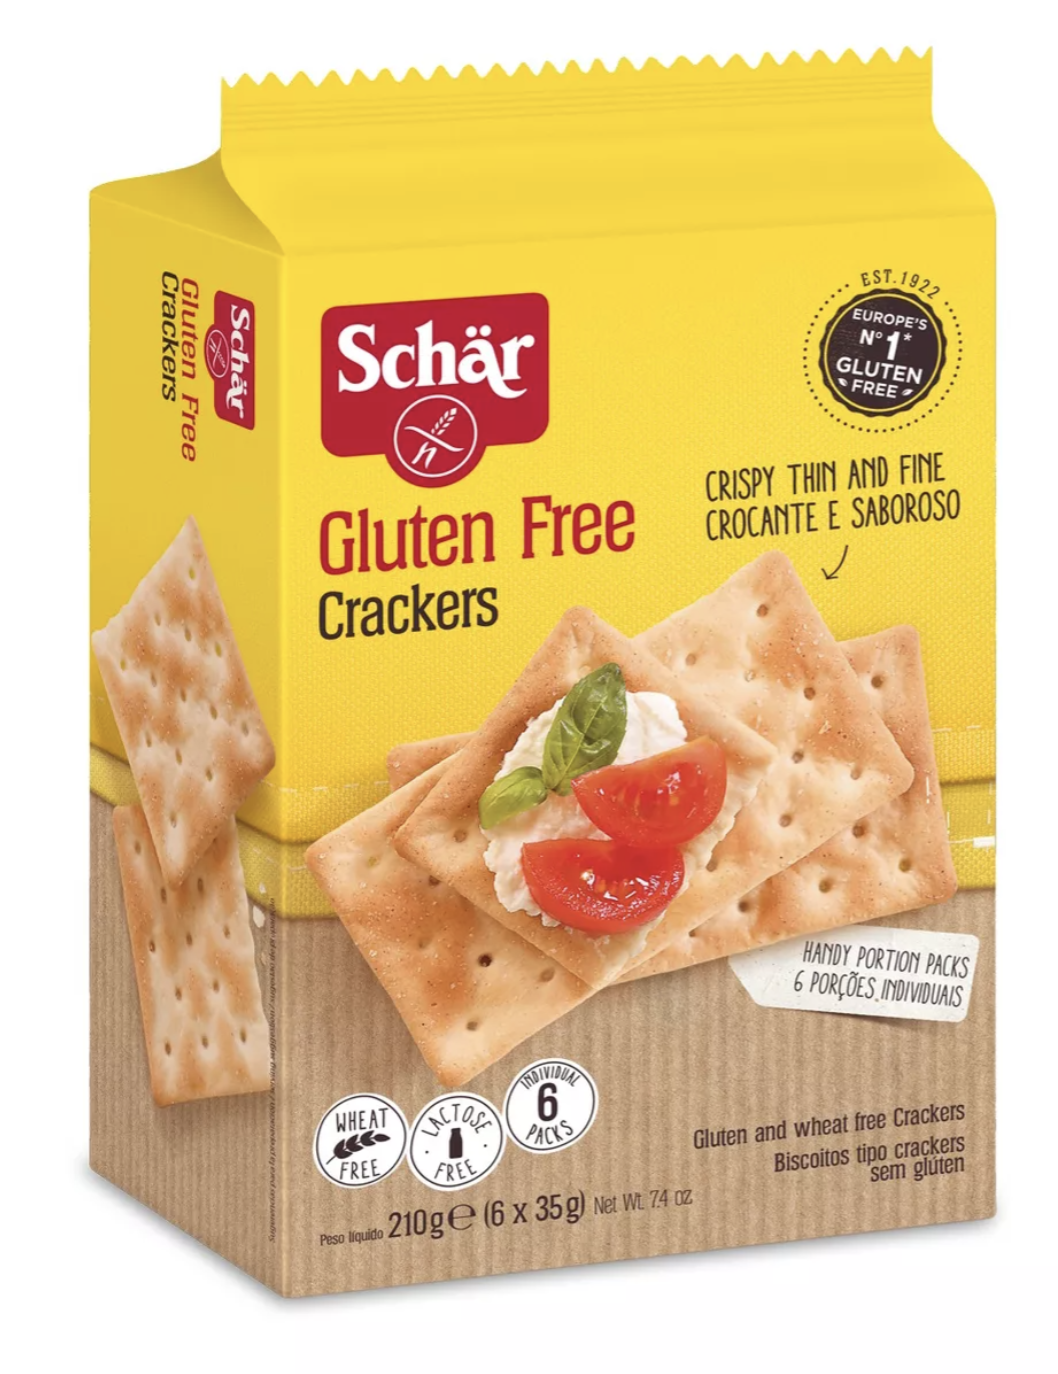 EST.1922
EUROPE'S
Nº 1*
GLUTEN
FREE
Schär
Gluten Free
Crackers
CRISPY THIN AND FINE
CROCANTE E SABOROSO
Schär
Gluten Free
Crackers
HANDY PORTION PACKS
6 PORÇÕES INDIVIDUAIS
WHEAT
FREE
LACTOSE
FREE
INDIVIDUAL
6
PACKS
Gluten and wheat free Crackers
Biscoitos tipo crackers
sem glúten
Peso líquido 210g℮ (6 x 35g) Net Wt. 7.4 oz